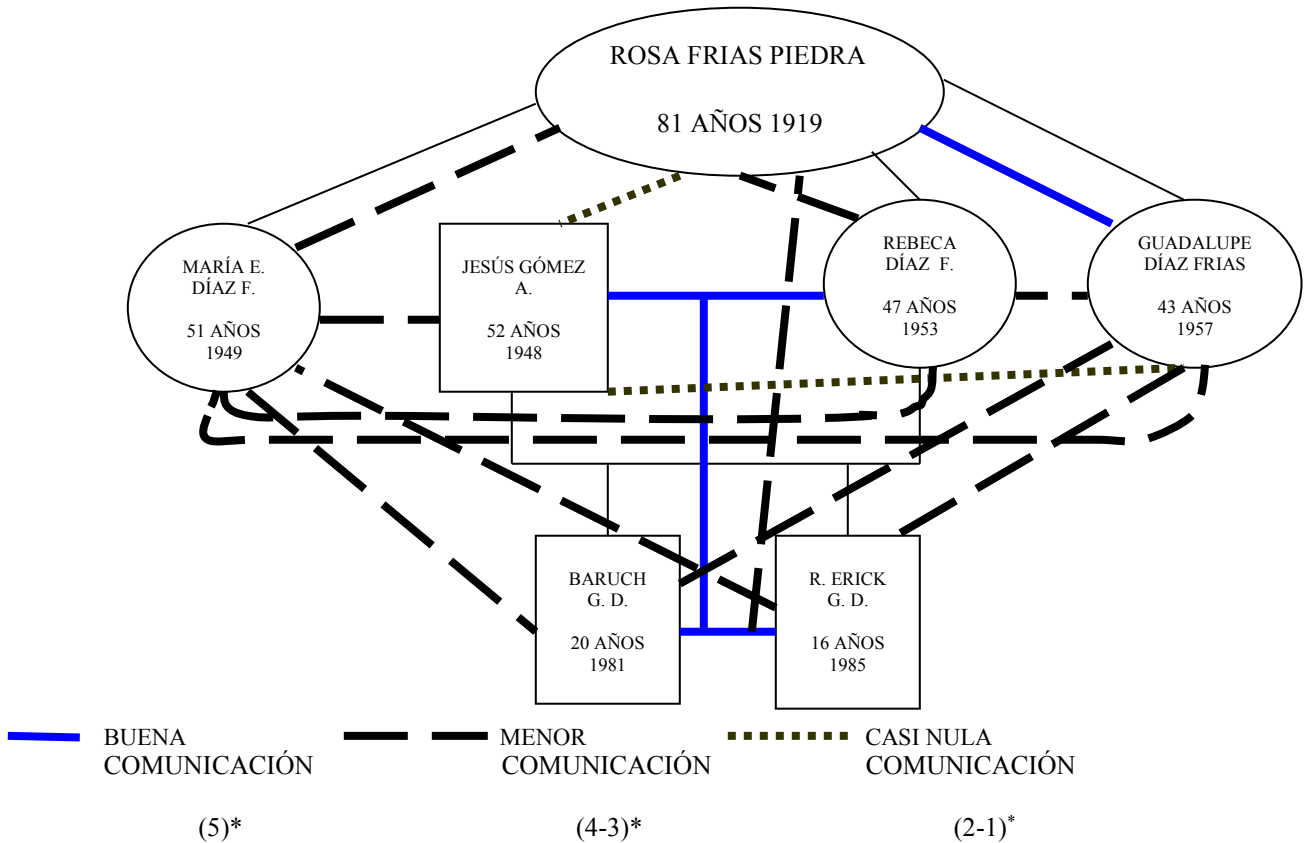 ROSA FRIAS PIEDRA
81 AÑOS 1919
MARÍA E.
DÍAZ F.
51 AÑOS
1949
JESÚS GÓMEZ
A.
52 AÑOS
1948
REBECA
DÍAZ F.
47 AÑOS
1953
GUADALUPE
DÍAZ FRIAS
43 AÑOS
1957
BARUCH
G. D.
20 AÑOS
1981
R. ERICK
G. D.
16 AÑOS
1985
BUENA
COMUNICACIÓN
(5)*
MENOR
COMUNICACIÓN
(4-3)*
CASI NULA
COMUNICACIÓN
(2-1)*